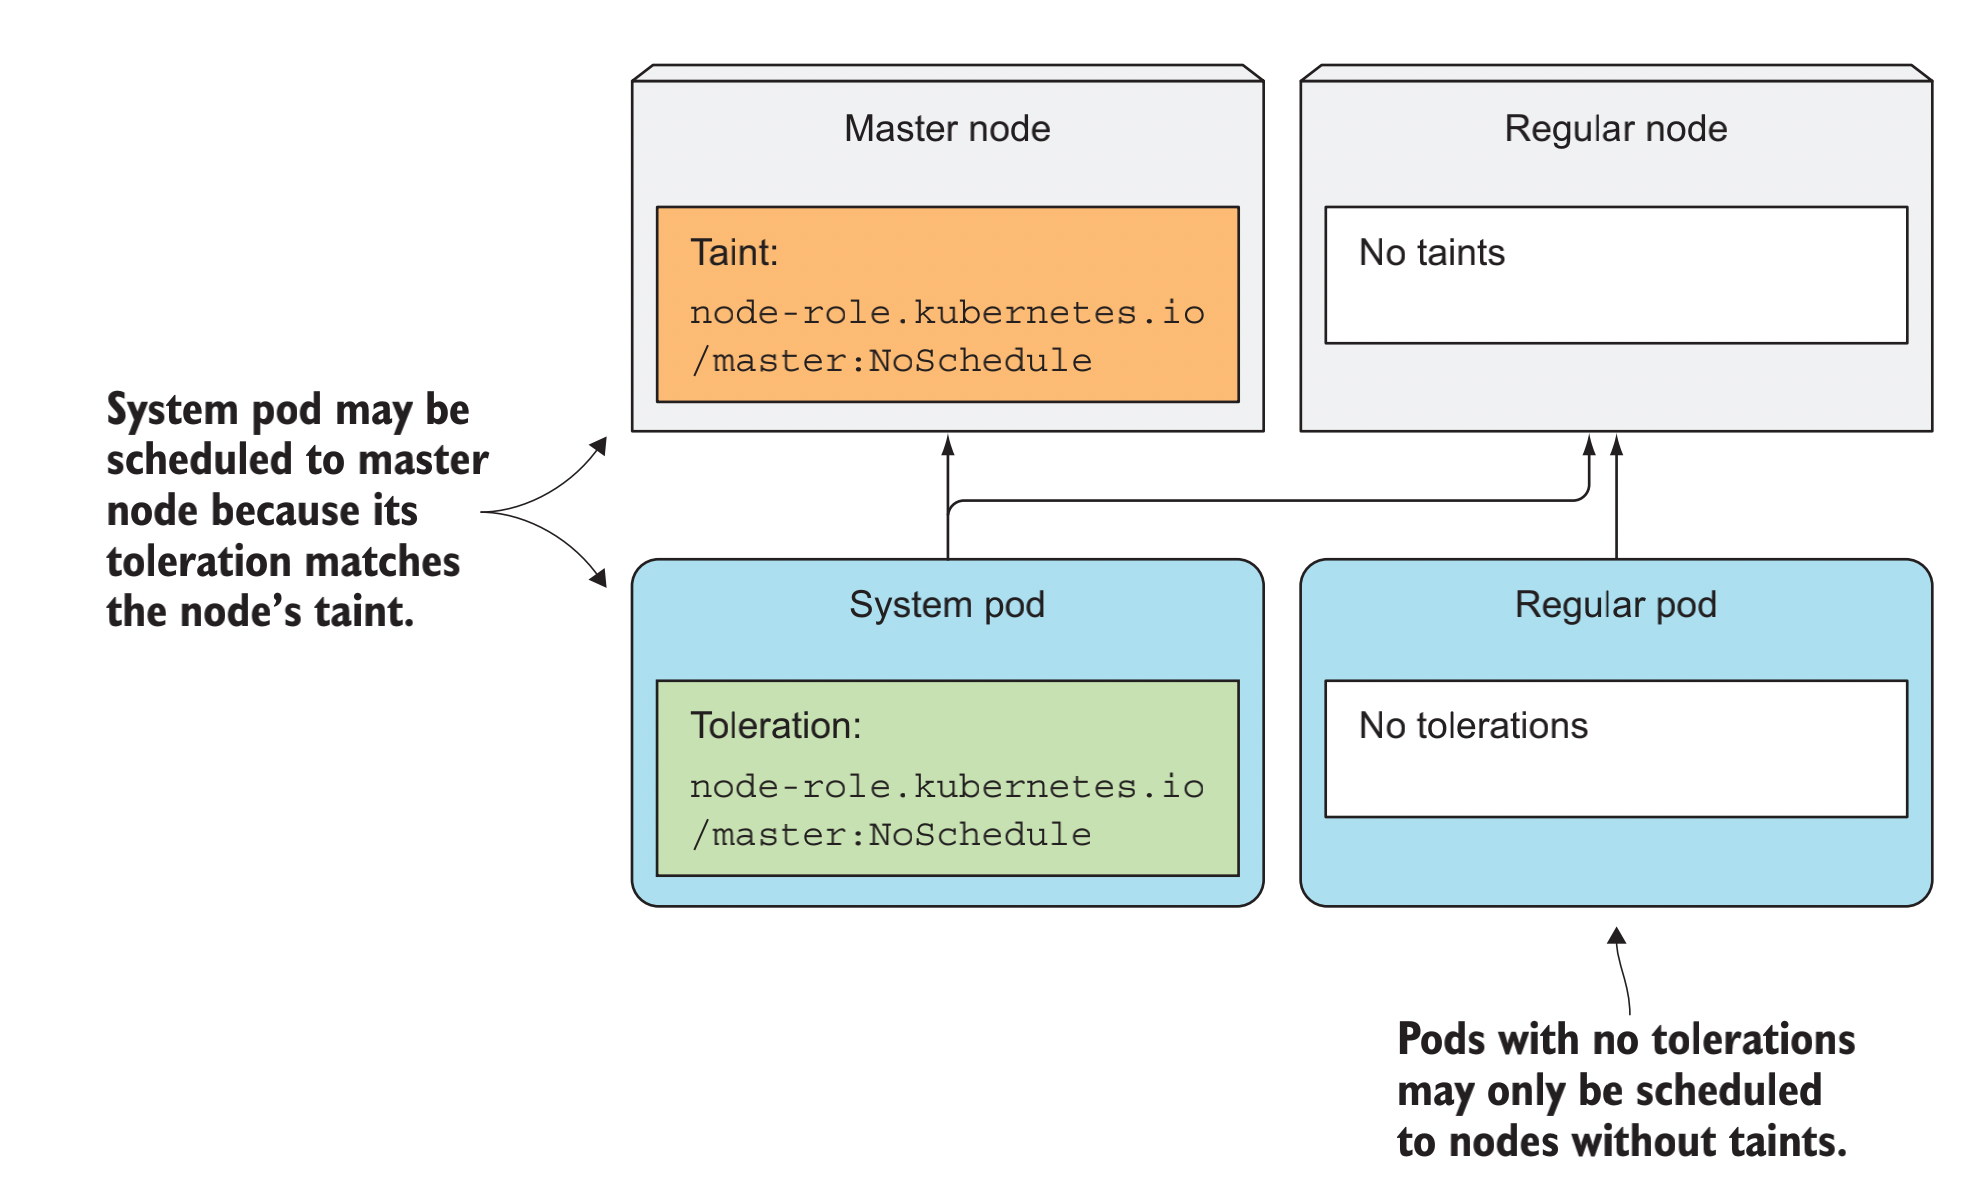 Master node
Taint:
node-role.kubernetes.io
/master:NoSchedule
Regular node
No taints
System pod may be
scheduled to master
node because its
toleration matches
the node’s taint.
System pod
Toleration:
node-role.kubernetes.io
/master:NoSchedule
Regular pod
No tolerations
Pods with no tolerations
may only be scheduled
to nodes without taints.